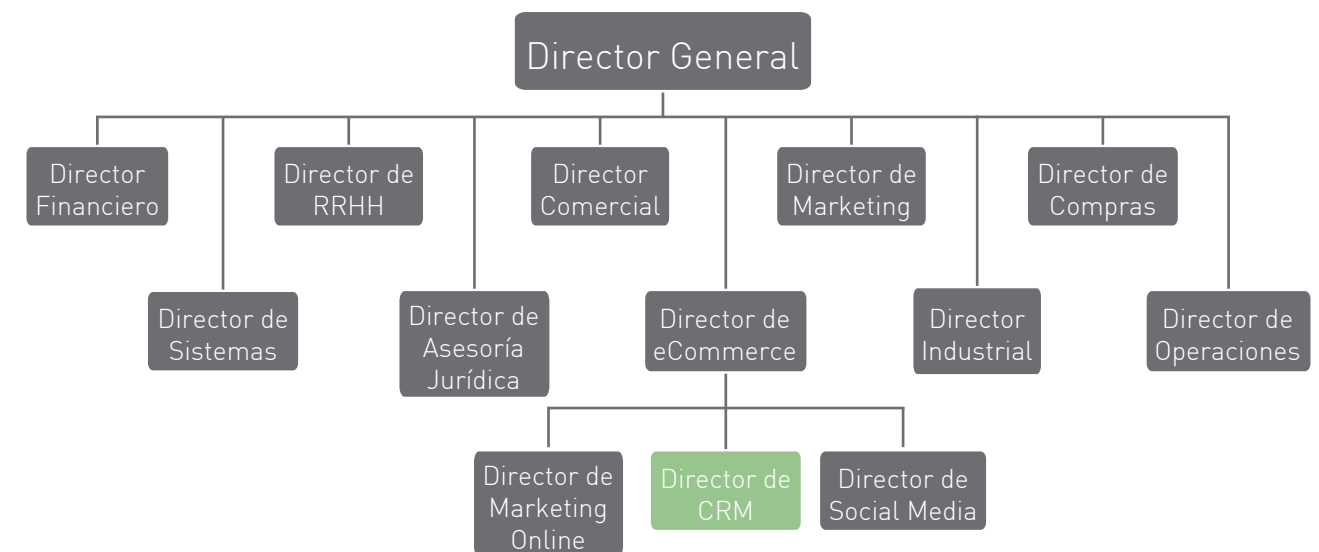 Director General
Director
Financiero
Director de
RRHH
Director
Comercial
Director de
Marketing
Director de
Compras
Director de
Sistemas
Director de
Asesoría
Jurídica
Director de
eCommerce
Director
Industrial
Director de
Operaciones
Director de
Marketing
Online
Director de
CRM
Director de
Social Media